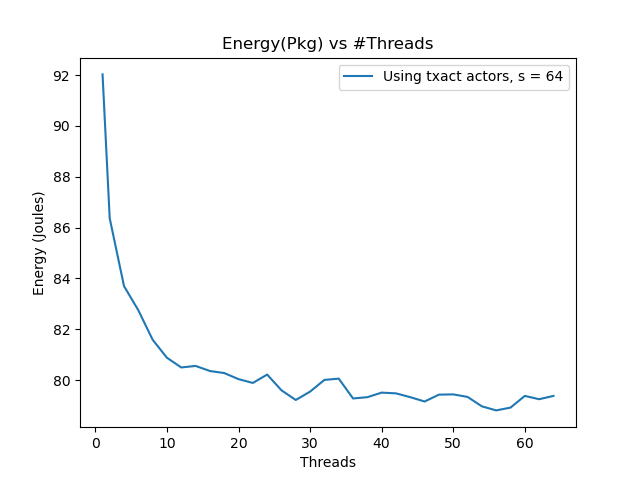 Energy(Pkg) vs #Threads
Using txact actors, s = 64
92
90
88
86
84
82
80
Energy (Joules)
0 10 20 30 40 50 60
Threads